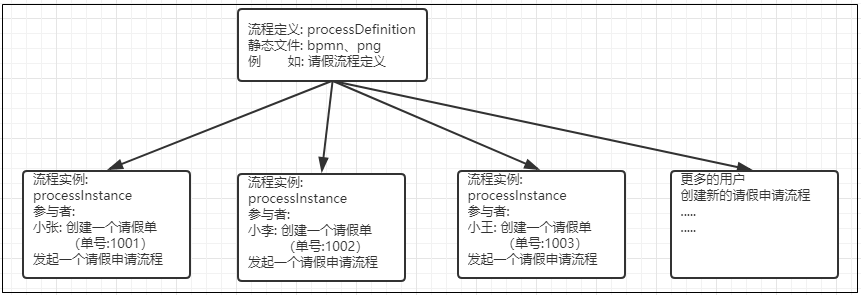 流程定义: processDefinition
静态文件: bpmn、png
例 如: 请假流程定义
流程实例:
processInstance
参与者:
小张: 创建一个请假单
（单号:1001）
发起一个请假申请流程
流程实例:
processInstance
参与者:
小李: 创建一个请假单
（单号:1002）
发起一个请假申请流程
流程实例:
processInstance
参与者:
小王: 创建一个请假单
（单号:1003）
发起一个请假申请流程
更多的用户
创建新的请假申请流程
.....
.....